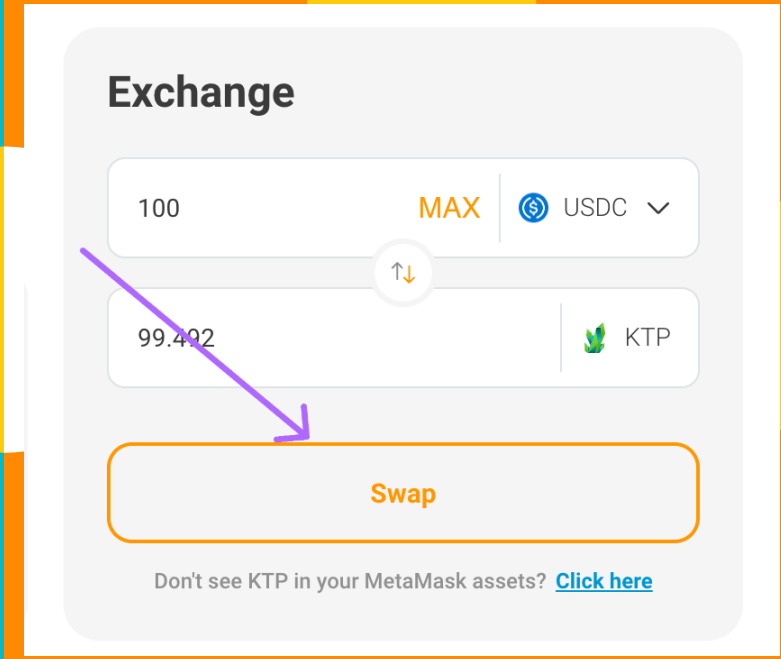 Exchange
100 MAX USDC
99.492 KTP
Swap
Don't see KTP in your MetaMask assets? Click here